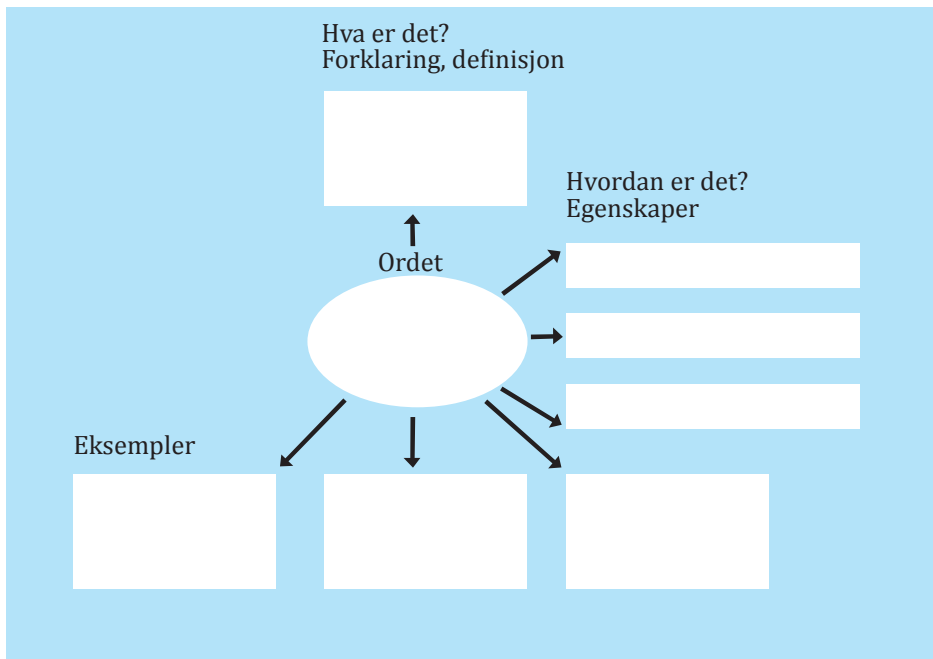 Hva er det?
Forklaring, definisjon
Hvordan er det?
Egenskaper
Ordet
Eksempler